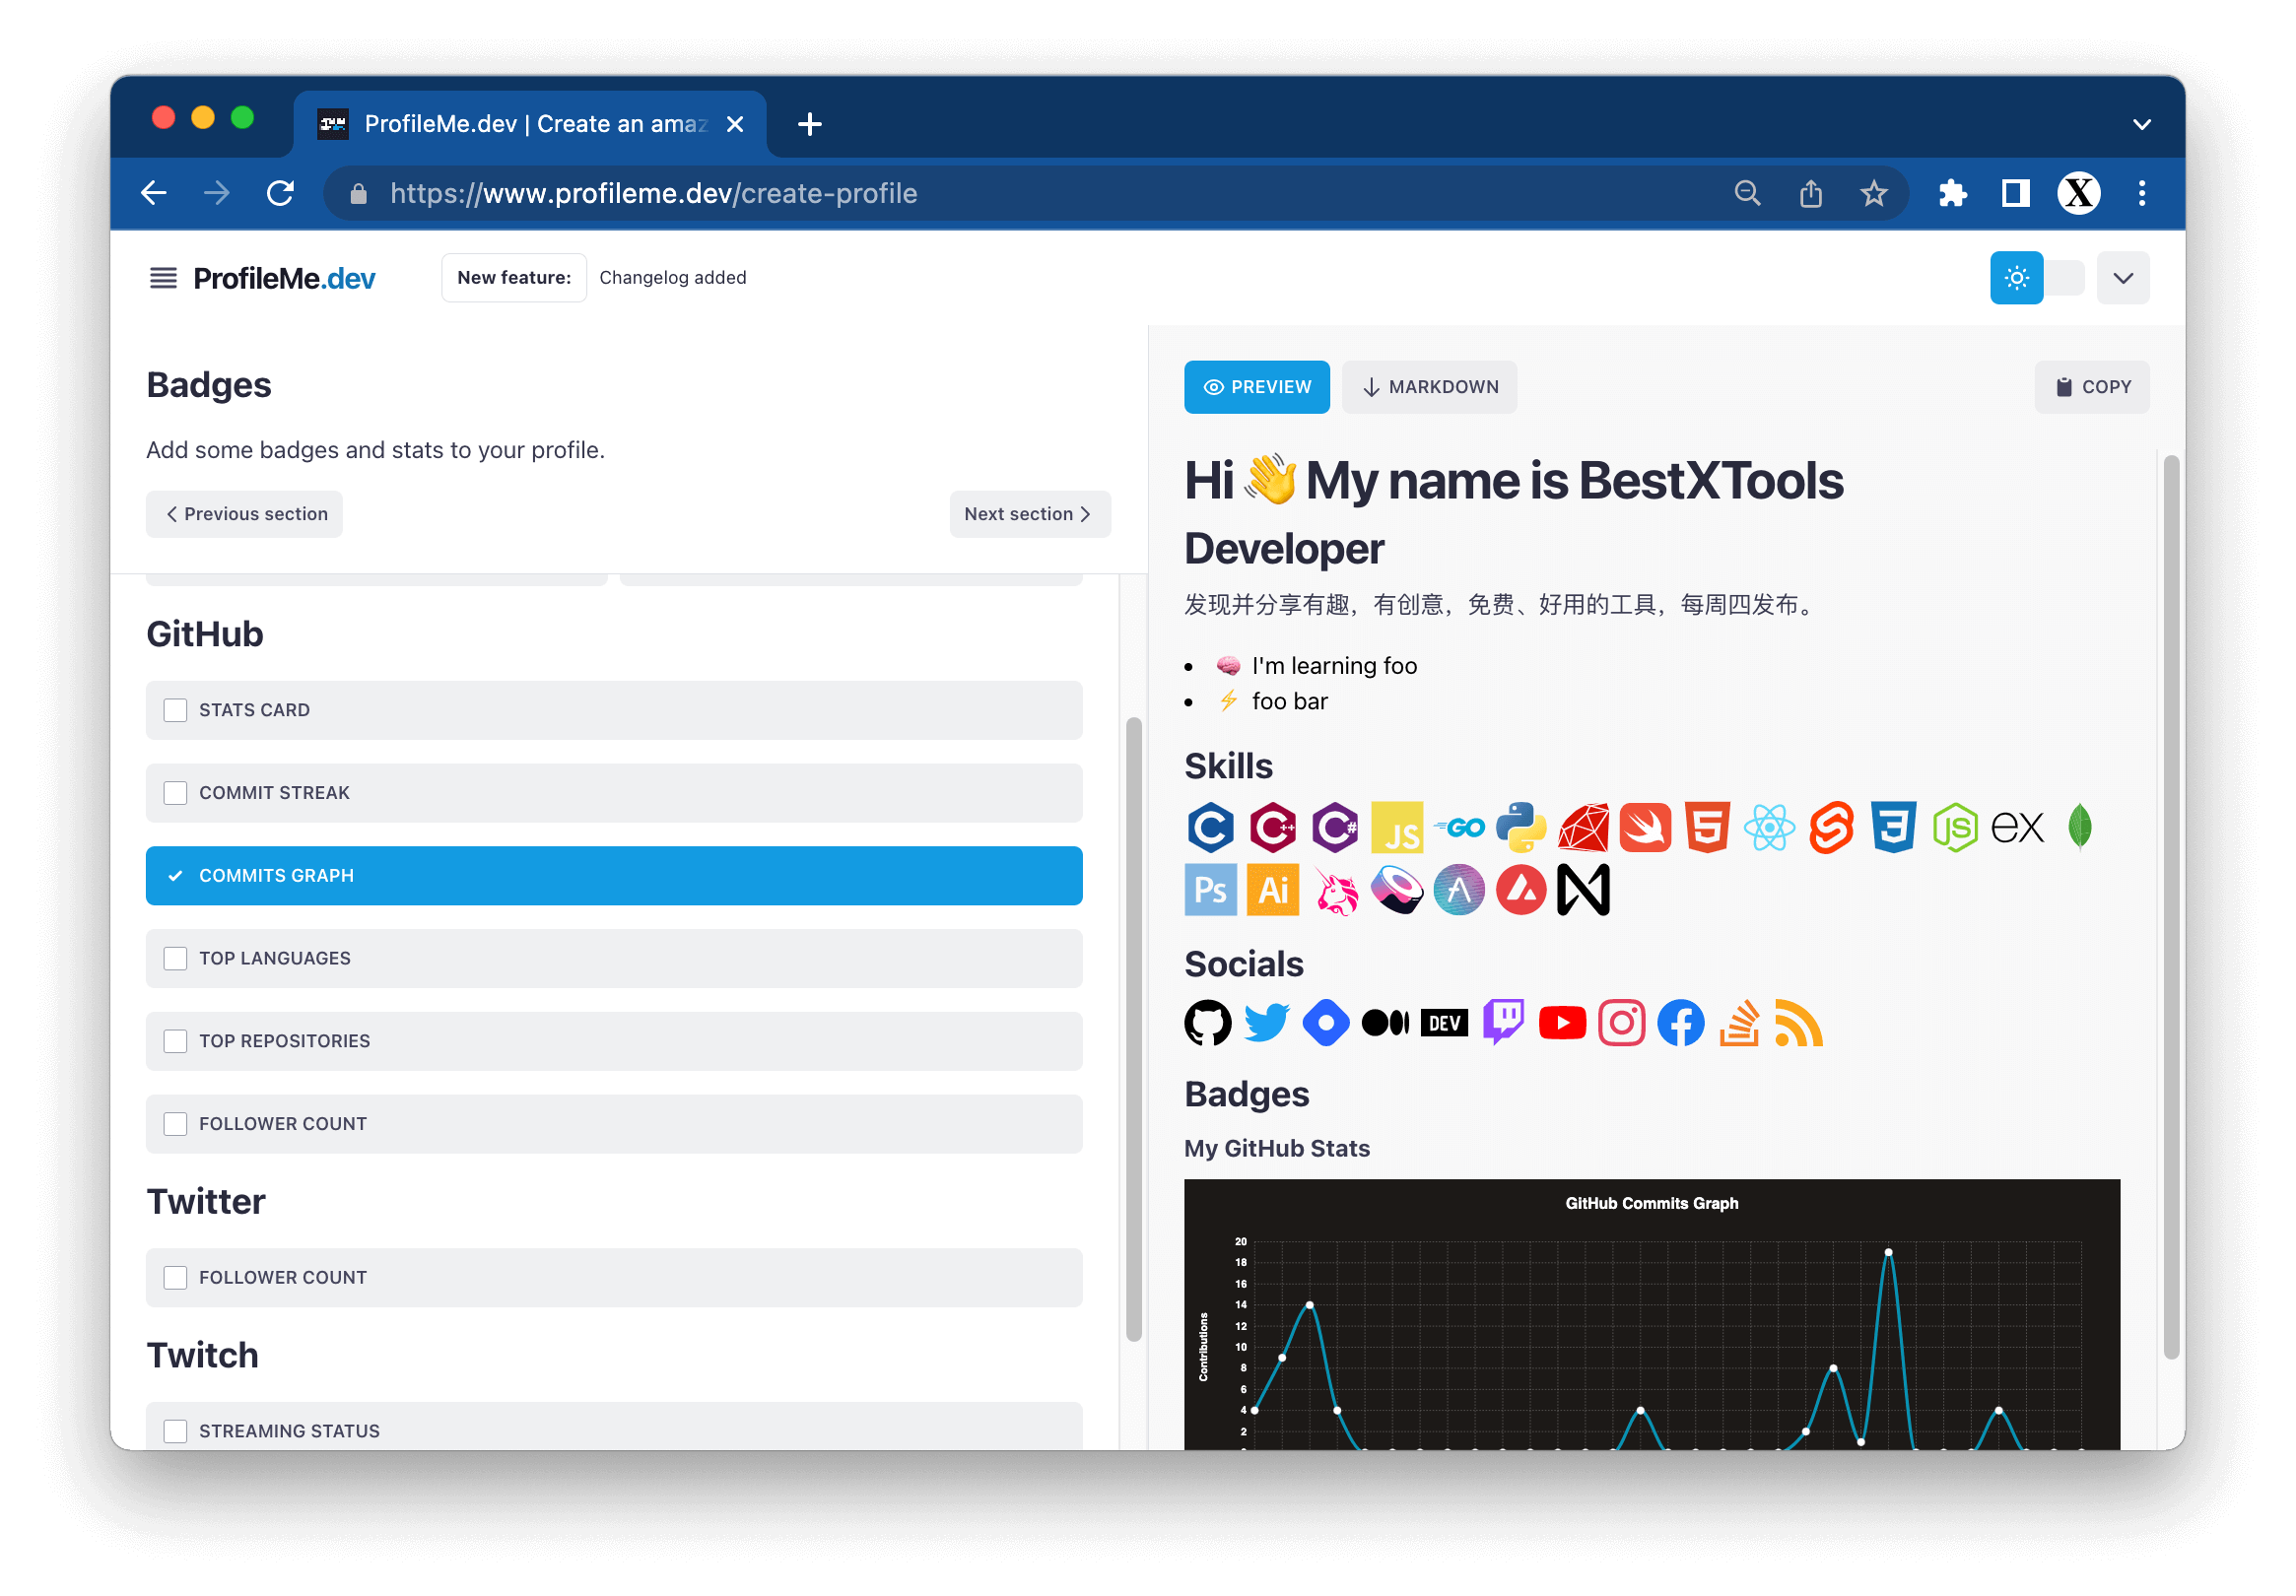 ProfileMe.dev | Create an amaz
https://www.profileme.dev/create-profile
X
ProfileMe.dev
New feature:
Changelog added
Badges
Add some badges and stats to your profile.
Previous section
Next section
GitHub
STATS CARD
COMMIT STREAK
COMMITS GRAPH
TOP LANGUAGES
TOP REPOSITORIES
FOLLOWER COUNT
Twitter
FOLLOWER COUNT
Twitch
STREAMING STATUS
PREVIEW
MARKDOWN
COPY
Hi 👋 My name is BestXTools
Developer
发现并分享有趣，有创意，免费、好用的工具，每周四发布。
🧠 I'm learning foo
⚡ foo bar
Skills
C C++ C# JS GO 5 3 JS ex
Ps Ai
Socials
DEV
Badges
My GitHub Stats
GitHub Commits Graph
Contributions
20
18
16
14
12
10
8
6
4
2